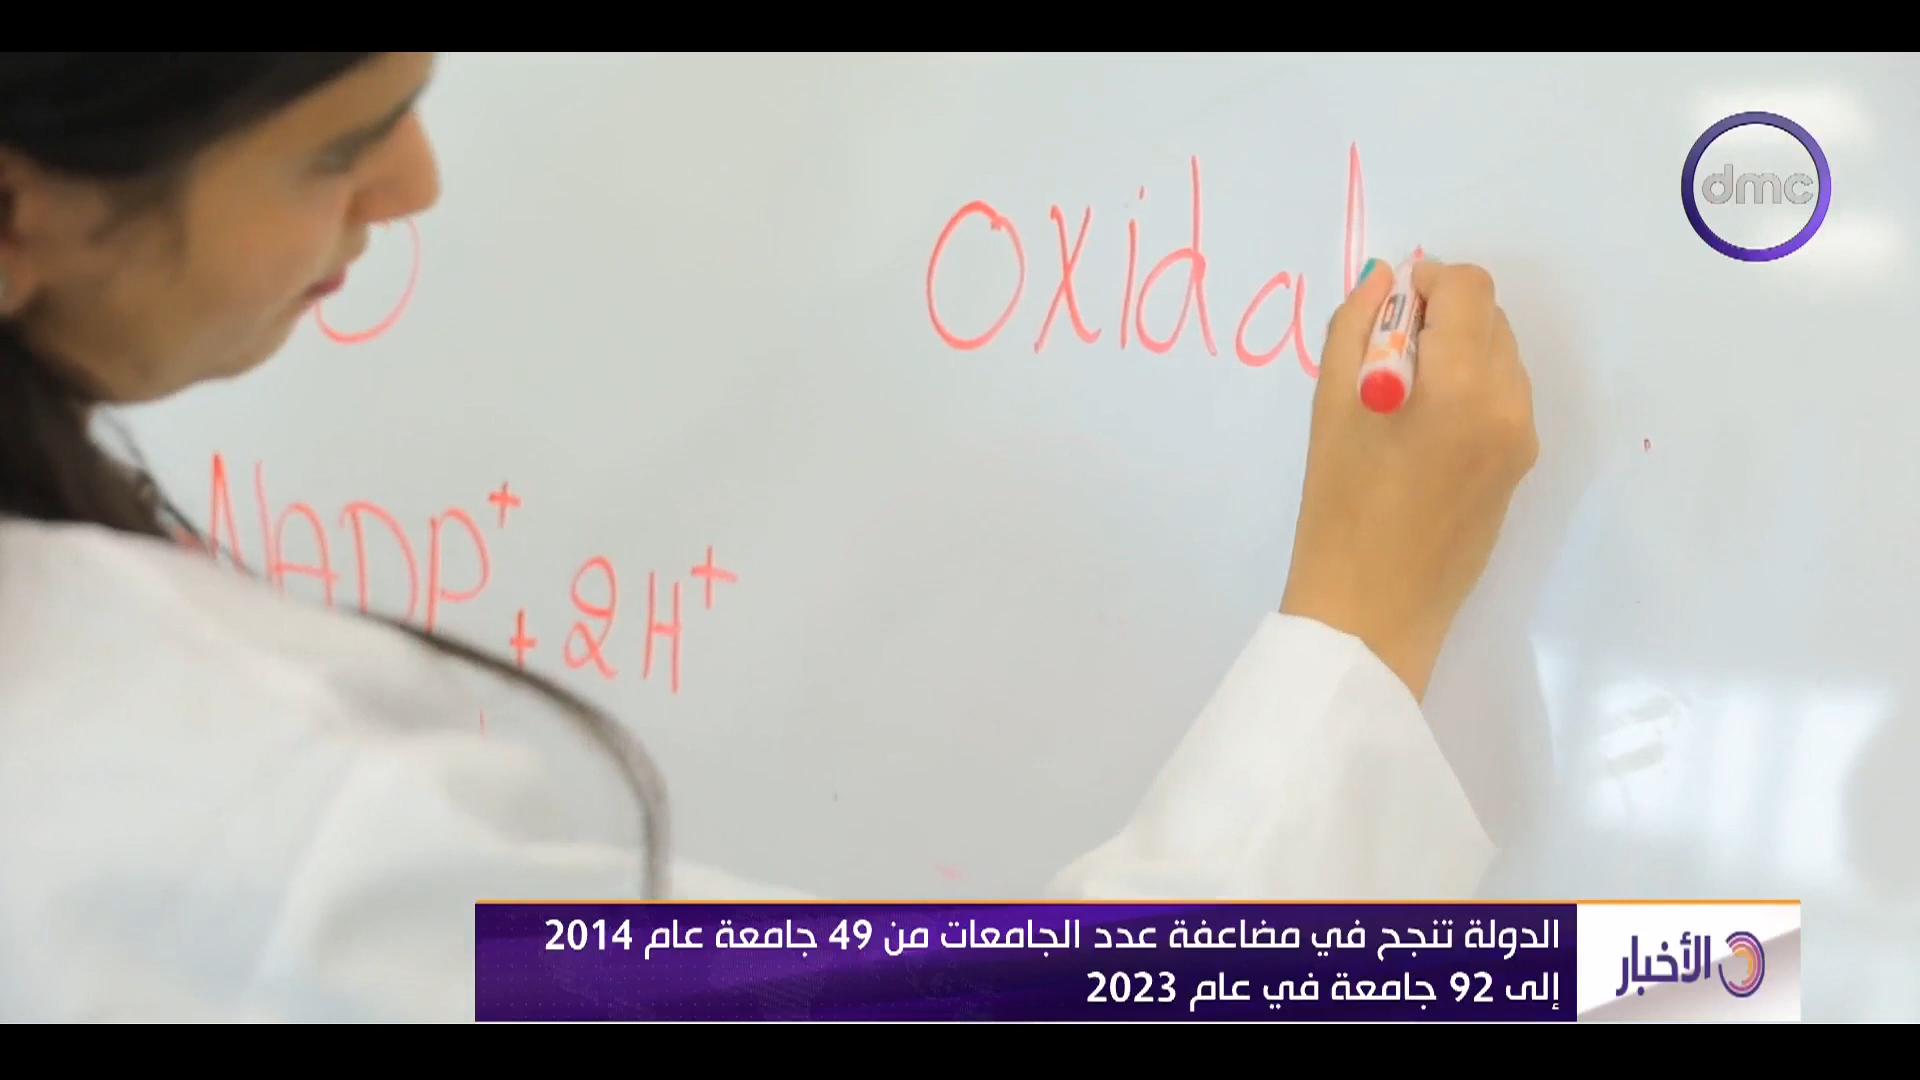 dmc
oxidat
NADP+ + 2H+
الدولة تنجح في مضاعفة عدد الجامعات من 49 جامعة عام 2014
إلى 92 جامعة في عام 2023
الأخبار